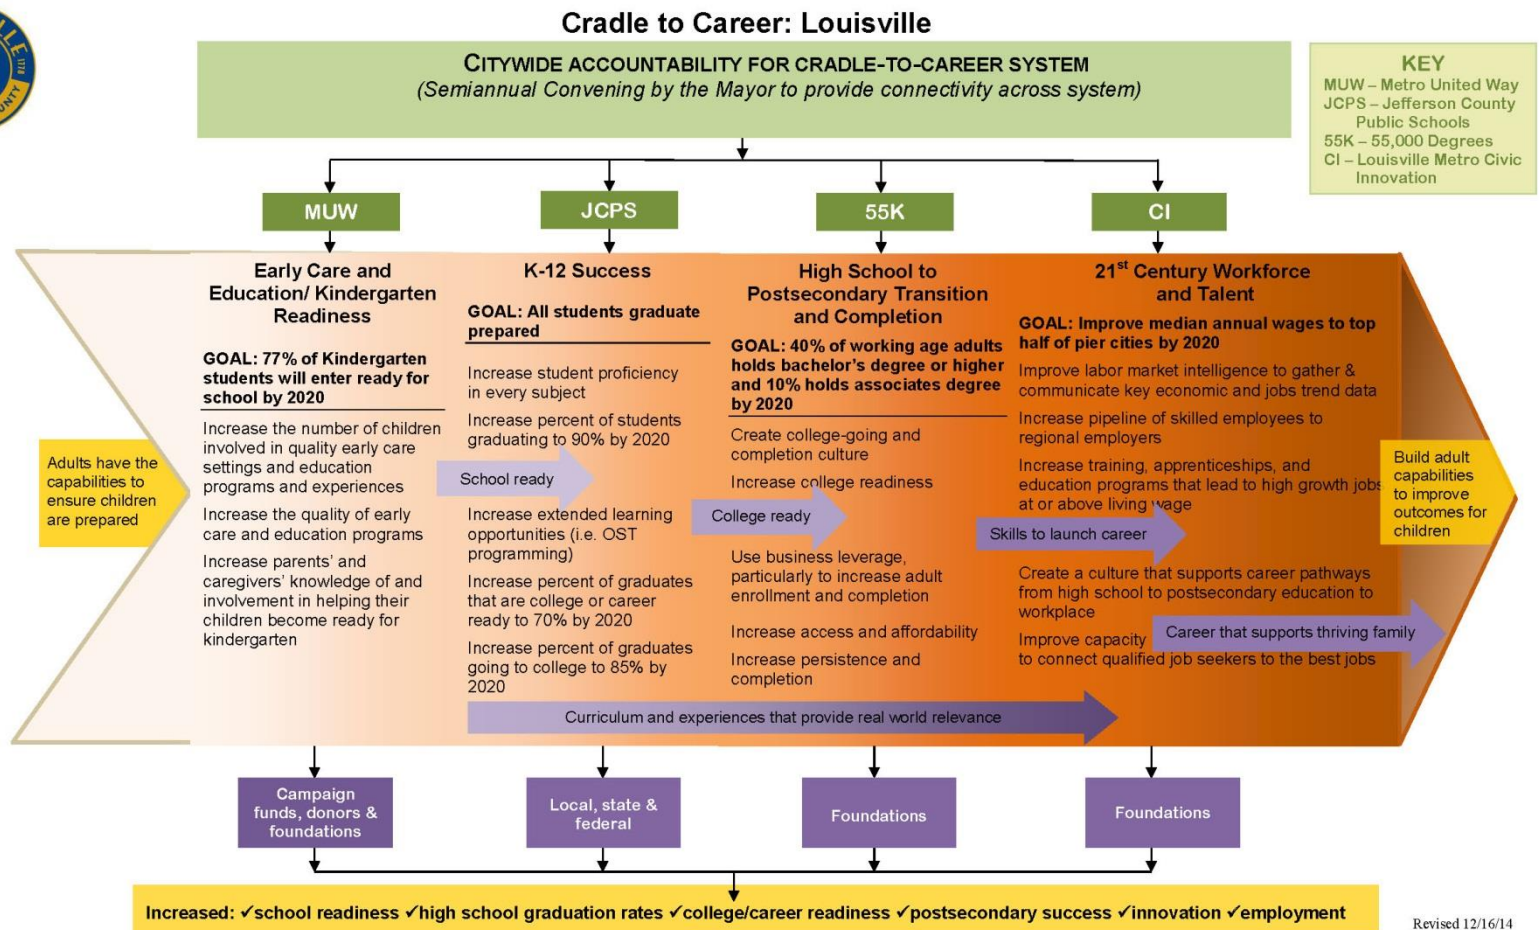 Cradle to Career: Louisville
CITYWIDE ACCOUNTABILITY FOR CRADLE-TO-CAREER SYSTEM
(Semiannual Convening by the Mayor to provide connectivity across system)
KEY
MUW – Metro United Way
JCPS – Jefferson County
Public Schools
55K – 55,000 Degrees
CI – Louisville Metro Civic
Innovation
VILLE
1778
UNTY
MUW
JCPS
55K
CI
Adults have the
capabilities to
ensure children
are prepared
Early Care and
Education/ Kindergarten
Readiness
GOAL: 77% of Kindergarten
students will enter ready for
school by 2020
Increase the number of children
involved in quality early care
settings and education
programs and experiences
Increase the quality of early
care and education programs
Increase parents' and
caregivers' knowledge of and
involvement in helping their
children become ready for
kindergarten
School ready
K-12 Success
GOAL: All students graduate
prepared
Increase student proficiency
in every subject
Increase percent of students
graduating to 90% by 2020
Increase extended learning
opportunities (i.e. OST
programming)
Increase percent of graduates
that are college or career
ready to 70% by 2020
Increase percent of graduates
going to college to 85% by
2020
College ready
High School to
Postsecondary Transition
and Completion
GOAL: 40% of working age adults
holds bachelor's degree or higher
and 10% holds associates degree
by 2020
Create college-going and
completion culture
Increase college readiness
Use business leverage,
particularly to increase adult
enrollment and completion
Increase access and affordability
Increase persistence and
completion
Skills to launch career
21st Century Workforce
and Talent
GOAL: Improve median annual wages to top
half of pier cities by 2020
Improve labor market intelligence to gather &
communicate key economic and jobs trend data
Increase pipeline of skilled employees to
regional employers
Increase training, apprenticeships, and
education programs that lead to high growth jobs
at or above living wage
Create a culture that supports career pathways
from high school to postsecondary education to
workplace
Improve capacity
to connect qualified job seekers to the best jobs
Career that supports thriving family
Build adult
capabilities
to improve
outcomes for
children
Curriculum and experiences that provide real world relevance
Campaign
funds, donors &
foundations
Local, state &
federal
Foundations
Foundations
Increased: ✓school readiness ✓high school graduation rates ✓college/career readiness ✓postsecondary success ✓innovation ✓employment
Revised 12/16/14